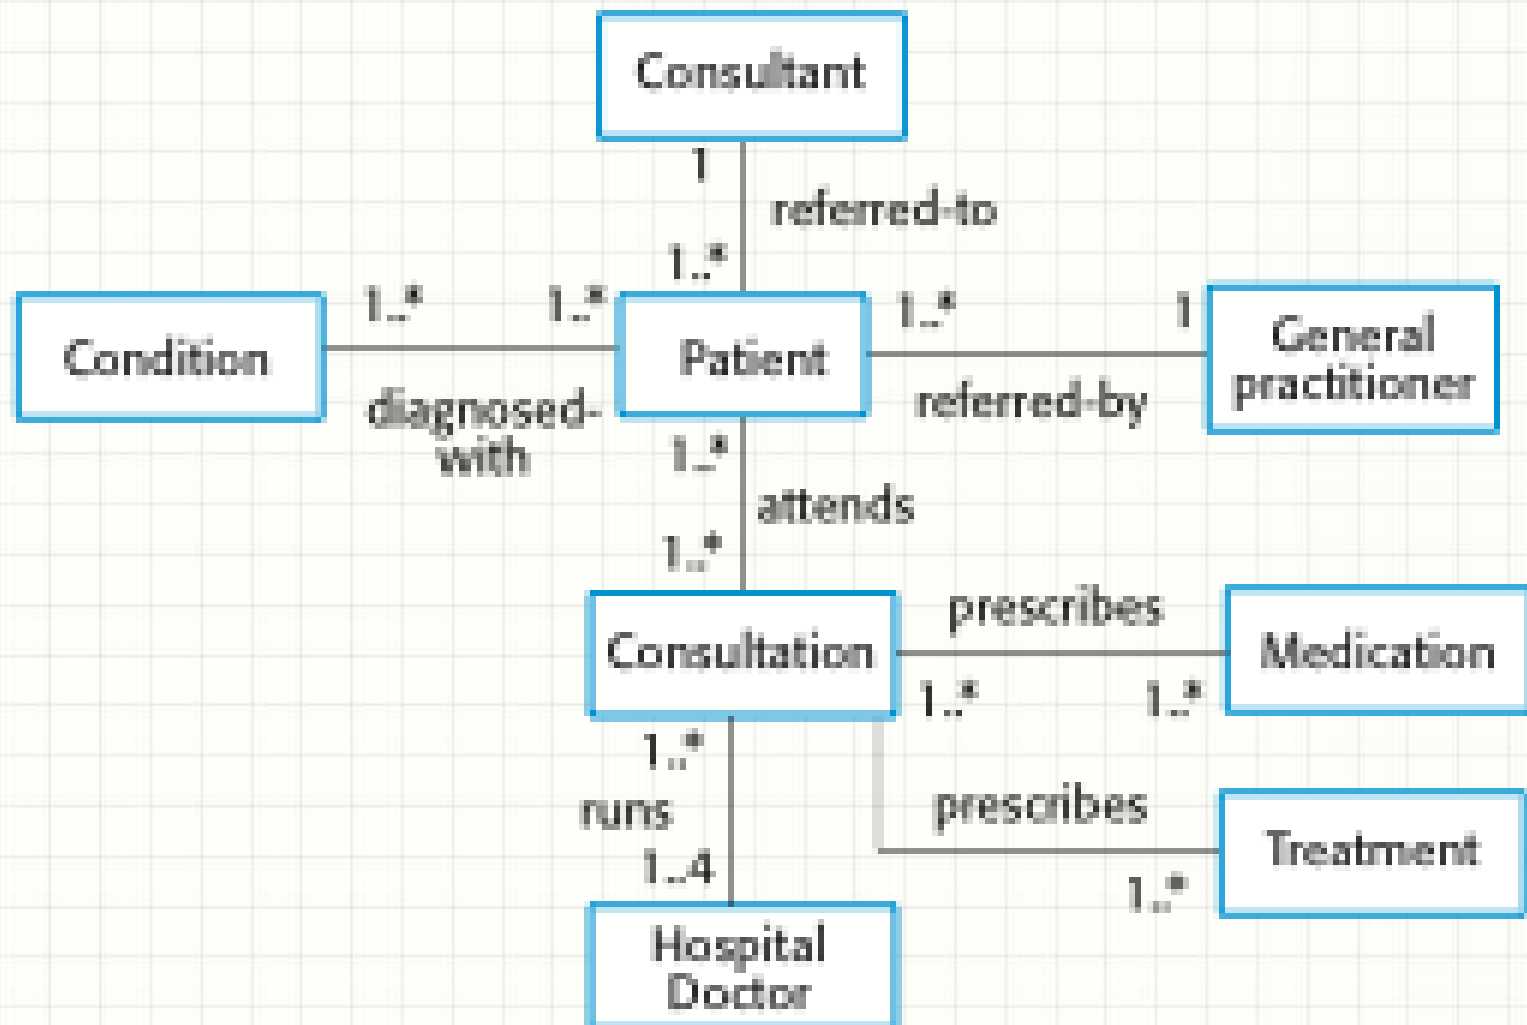 Consultant
1
referred-to
1..*
1..*
1..*
1..*
1
Condition
Patient
General
practitioner
diagnosed-
with
referred-by
1..*
attends
1..*
prescribes
Consultation
Medication
1..*
1..*
1..*
runs
prescribes
Treatment
1..4
1..*
Hospital
Doctor